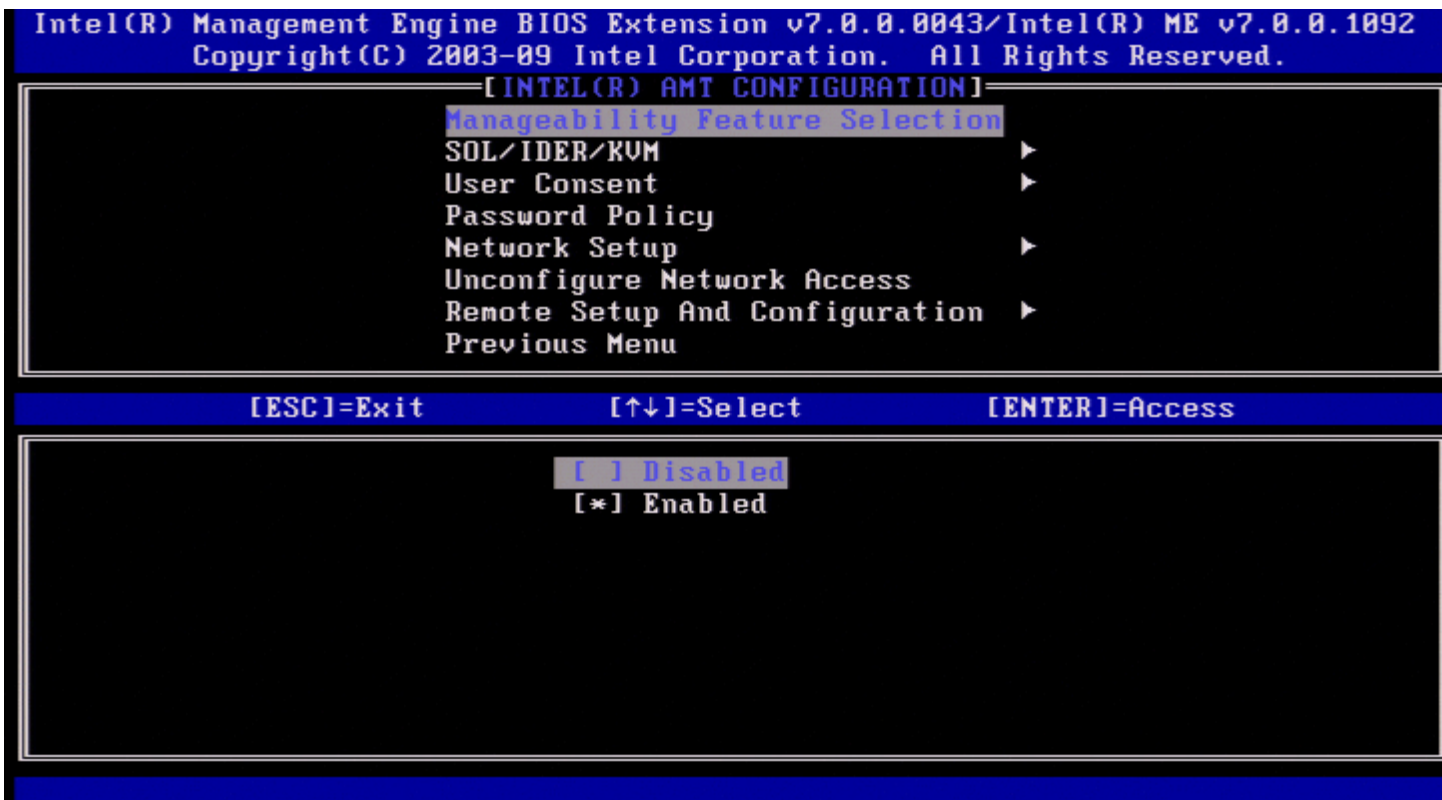 Intel(R) Management Engine BIOS Extension v7.0.0.0043/Intel(R) ME v7.0.0.1092
Copyright(C) 2003-09 Intel Corporation. All Rights Reserved.
[INTEL(R) AMT CONFIGURATION]
Manageability Feature Selection
SOL/IDER/KVM ►
User Consent ►
Password Policy
Network Setup ►
Unconfigure Network Access
Remote Setup And Configuration ►
Previous Menu
[ESC]=Exit [↑↓]=Select [ENTER]=Access
[ ] Disabled
[*] Enabled